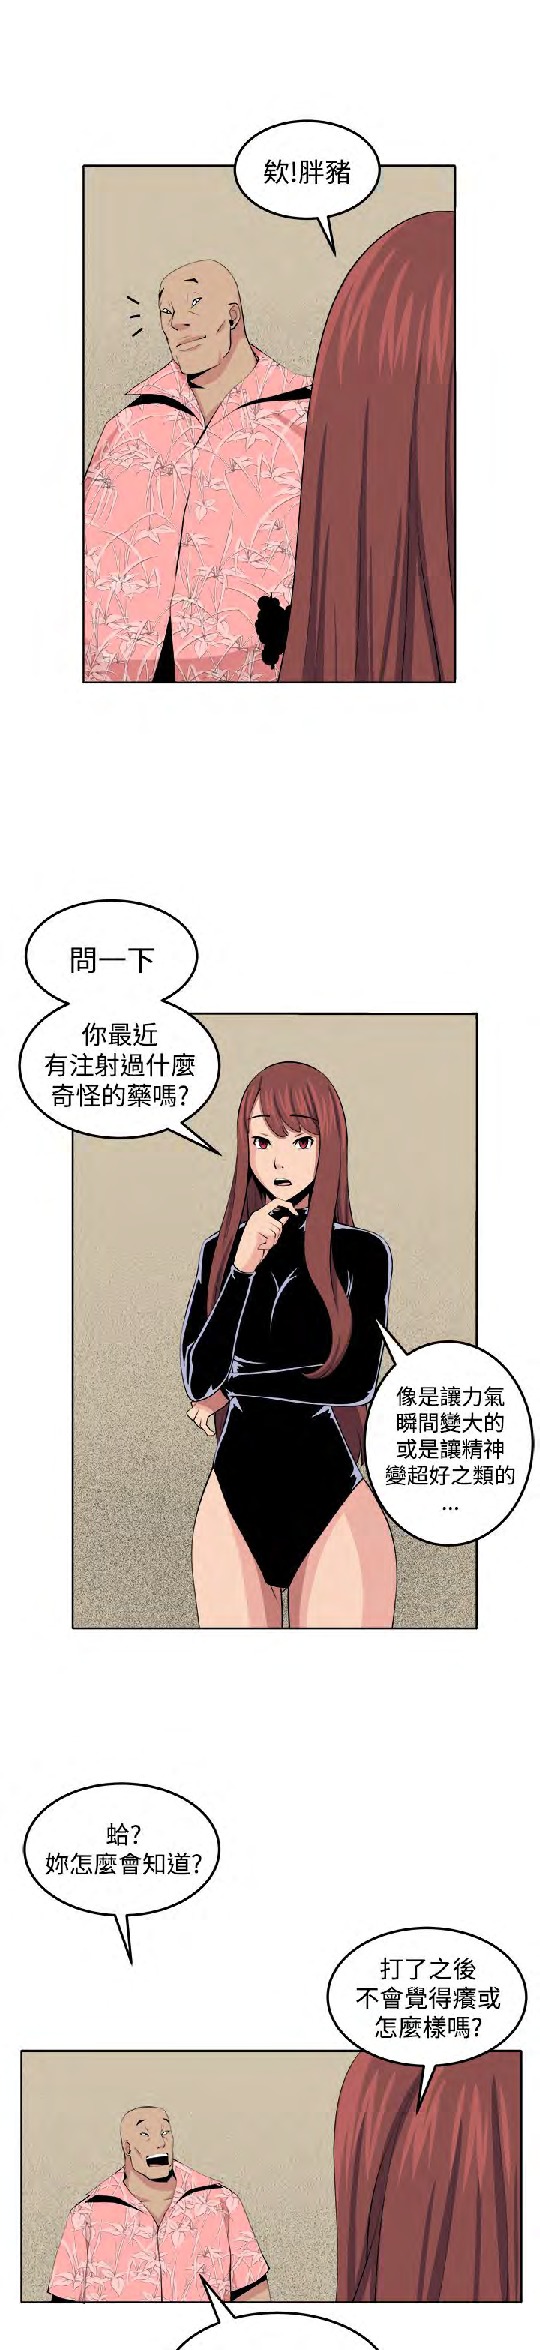 欸!胖豬
問一下
你最近
有注射過什麼
奇怪的藥嗎?
像是讓力氣
瞬間變大的
或是讓精神
變超好之類的
…
蛤?
妳怎麼會知道?
打了之後
不會覺得癢或
怎麼樣嗎?